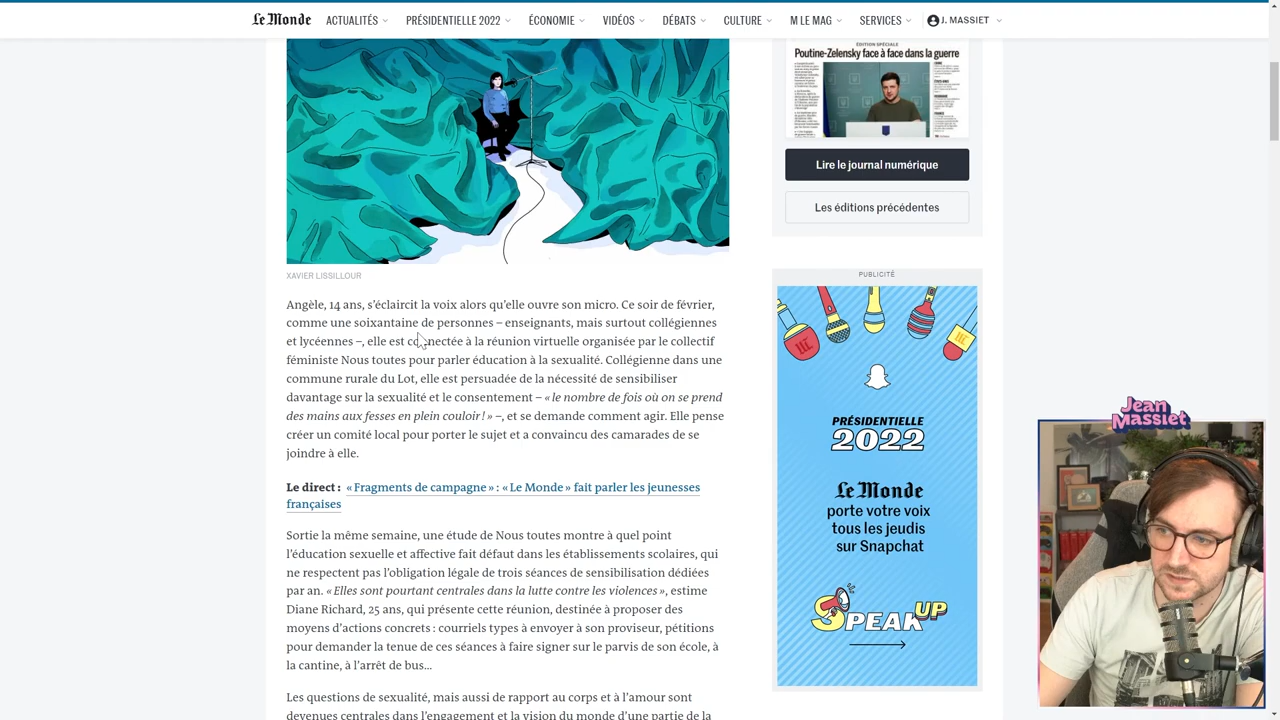 Le Monde
ACTUALITÉS
PRÉSIDENTIELLE 2022
ÉCONOMIE
VIDÉOS
DÉBATS
CULTURE
M LE MAG
SERVICES
J. MASSIET
XAVIER LISSILLOUR
Angèle, 14 ans, s’éclaircit la voix alors qu’elle ouvre son micro. Ce soir de février,
comme une soixantaine de personnes – enseignants, mais surtout collégiennes
et lycéennes –, elle est connectée à la réunion virtuelle organisée par le collectif
féministe Nous toutes pour parler éducation à la sexualité. Collégienne dans une
commune rurale du Lot, elle est persuadée de la nécessité de sensibiliser
davantage sur la sexualité et le consentement – « le nombre de fois où on se prend
des mains aux fesses en plein couloir ! » –, et se demande comment agir. Elle pense
créer un comité local pour porter le sujet et a convaincu des camarades de se
joindre à elle.
Le direct : « Fragments de campagne » : « Le Monde » fait parler les jeunesses
françaises
Sortie la même semaine, une étude de Nous toutes montre à quel point
l’éducation sexuelle et affective fait défaut dans les établissements scolaires, qui
ne respectent pas l’obligation légale de trois séances de sensibilisation dédiées
par an. « Elles sont pourtant centrales dans la lutte contre les violences », estime
Diane Richard, 25 ans, qui présente cette réunion, destinée à proposer des
moyens d’actions concrets : courriels types à envoyer à son proviseur, pétitions
pour demander la tenue de ces séances à faire signer sur le parvis de son école, à
la cantine, à l’arrêt de bus…
Les questions de sexualité, mais aussi de rapport au corps et à l’amour sont
devenues centrales dans l’engagement et la vision du monde d’une partie de la
ÉDITION SPÉCIALE
Poutine-Zelensky face à face dans la guerre
Lire le journal numérique
Les éditions précédentes
PUBLICITÉ
PRÉSIDENTIELLE
2022
Le Monde
porte votre voix
tous les jeudis
sur Snapchat
SPEAK UP
Jean
Massiet